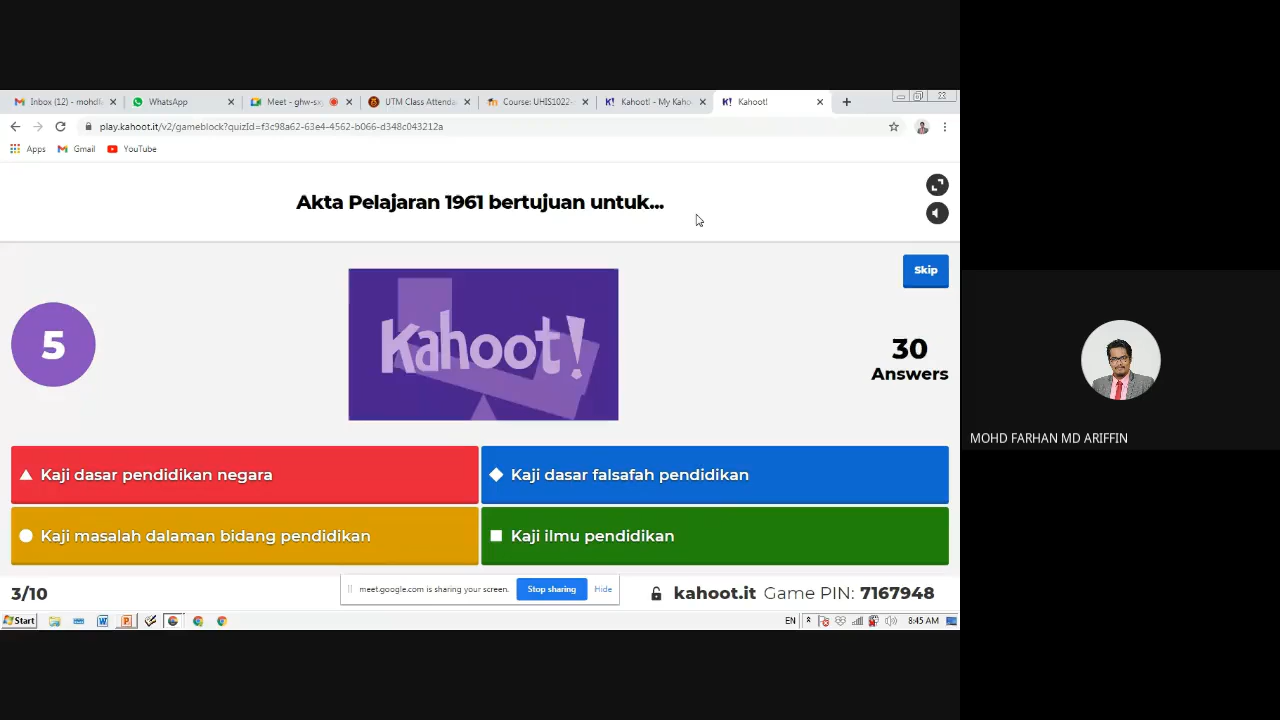 Inbox (12) - mohdf
WhatsApp
Meet - ghw-sx
UTM Class Attenda
Course: UHIS1022-
Kahoot! - My Kaho
Kahoot!
play.kahoot.it/v2/gameblock?quizId=f3c98a62-63e4-4562-b066-d348c043212a
Apps
Gmail
YouTube
Akta Pelajaran 1961 bertujuan untuk...
Skip
5
Kahoot!
30
Answers
Kaji dasar pendidikan negara
Kaji dasar falsafah pendidikan
Kaji masalah dalaman bidang pendidikan
Kaji ilmu pendidikan
3/10
meet.google.com is sharing your screen.
Stop sharing
Hide
kahoot.it Game PIN: 7167948
Start
EN
8:45 AM
MOHD FARHAN MD ARIFFIN